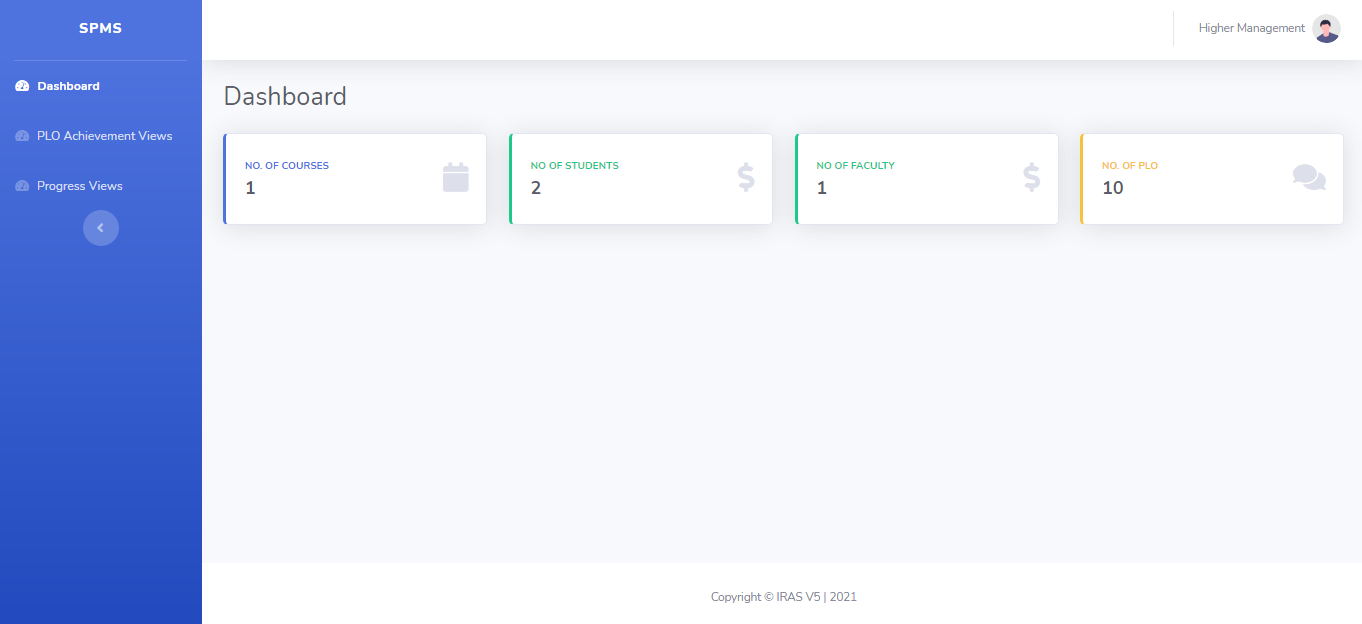 SPMS
Higher Management
Dashboard
PLO Achievement Views
Progress Views
Dashboard
NO. OF COURSES
1
NO OF STUDENTS
2
NO OF FACULTY
1
NO. OF PLO
10
Copyright © IRAS V5 | 2021